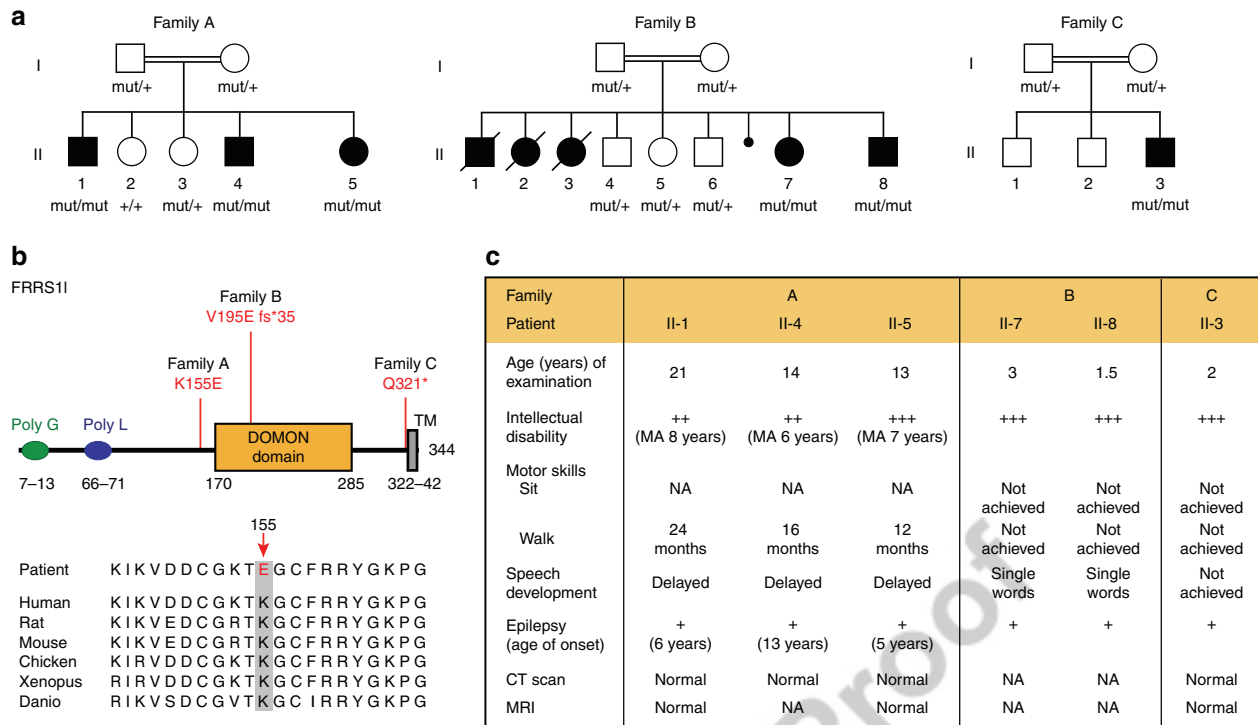 a
Family A
Family B
Family C
I
mut/+ mut/+
I
mut/+ mut/+
I
mut/+ mut/+
II
1 2 3 4 5
mut/mut +/+ mut/+ mut/mut mut/mut
II
1 2 3 4 5 6 7 8
mut/+ mut/+ mut/+ mut/mut mut/mut
II
1 2 3
mut/mut
b
FRRS1l
Family B
V195E fs*35
Family A
K155E
Family C
Q321*
TM
Poly G
Poly L
DOMON
domain
344
7–13 66–71 170 285 322–42
155
Patient KIKVDDCGKTEGCFRRYGKPG
Human KIKVDDCGKTKGCFRRYGKPG
Rat KIKVEDCGRTKGCFRRYGKPG
Mouse KIKVEDCGRTKGCFRRYGKPG
Chicken KIRVDDCGKTKGCFRRYGKPG
Xenopus RIRVDDCGKTKGCFRRYGKPG
Danio RIKVSDCGVTKGCIRRYGKPG
c
Family A B C
Patient II-1 II-4 II-5 II-7 II-8 II-3
Age (years) of
examination 21 14 13 3 1.5 2
Intellectual ++ ++ +++ +++ +++ +++
disability (MA 8 years) (MA 6 years) (MA 7 years)
Motor skills
Sit NA NA NA Not Not Not
achieved achieved achieved
Walk 24 16 12 Not Not Not
months months months achieved achieved achieved
Speech Delayed Delayed Delayed Single Single Not
development words words achieved
Epilepsy + + + + + +
(age of onset) (6 years) (13 years) (5 years)
CT scan Normal Normal Normal NA NA Normal
MRI Normal NA Normal NA NA Normal
Proof